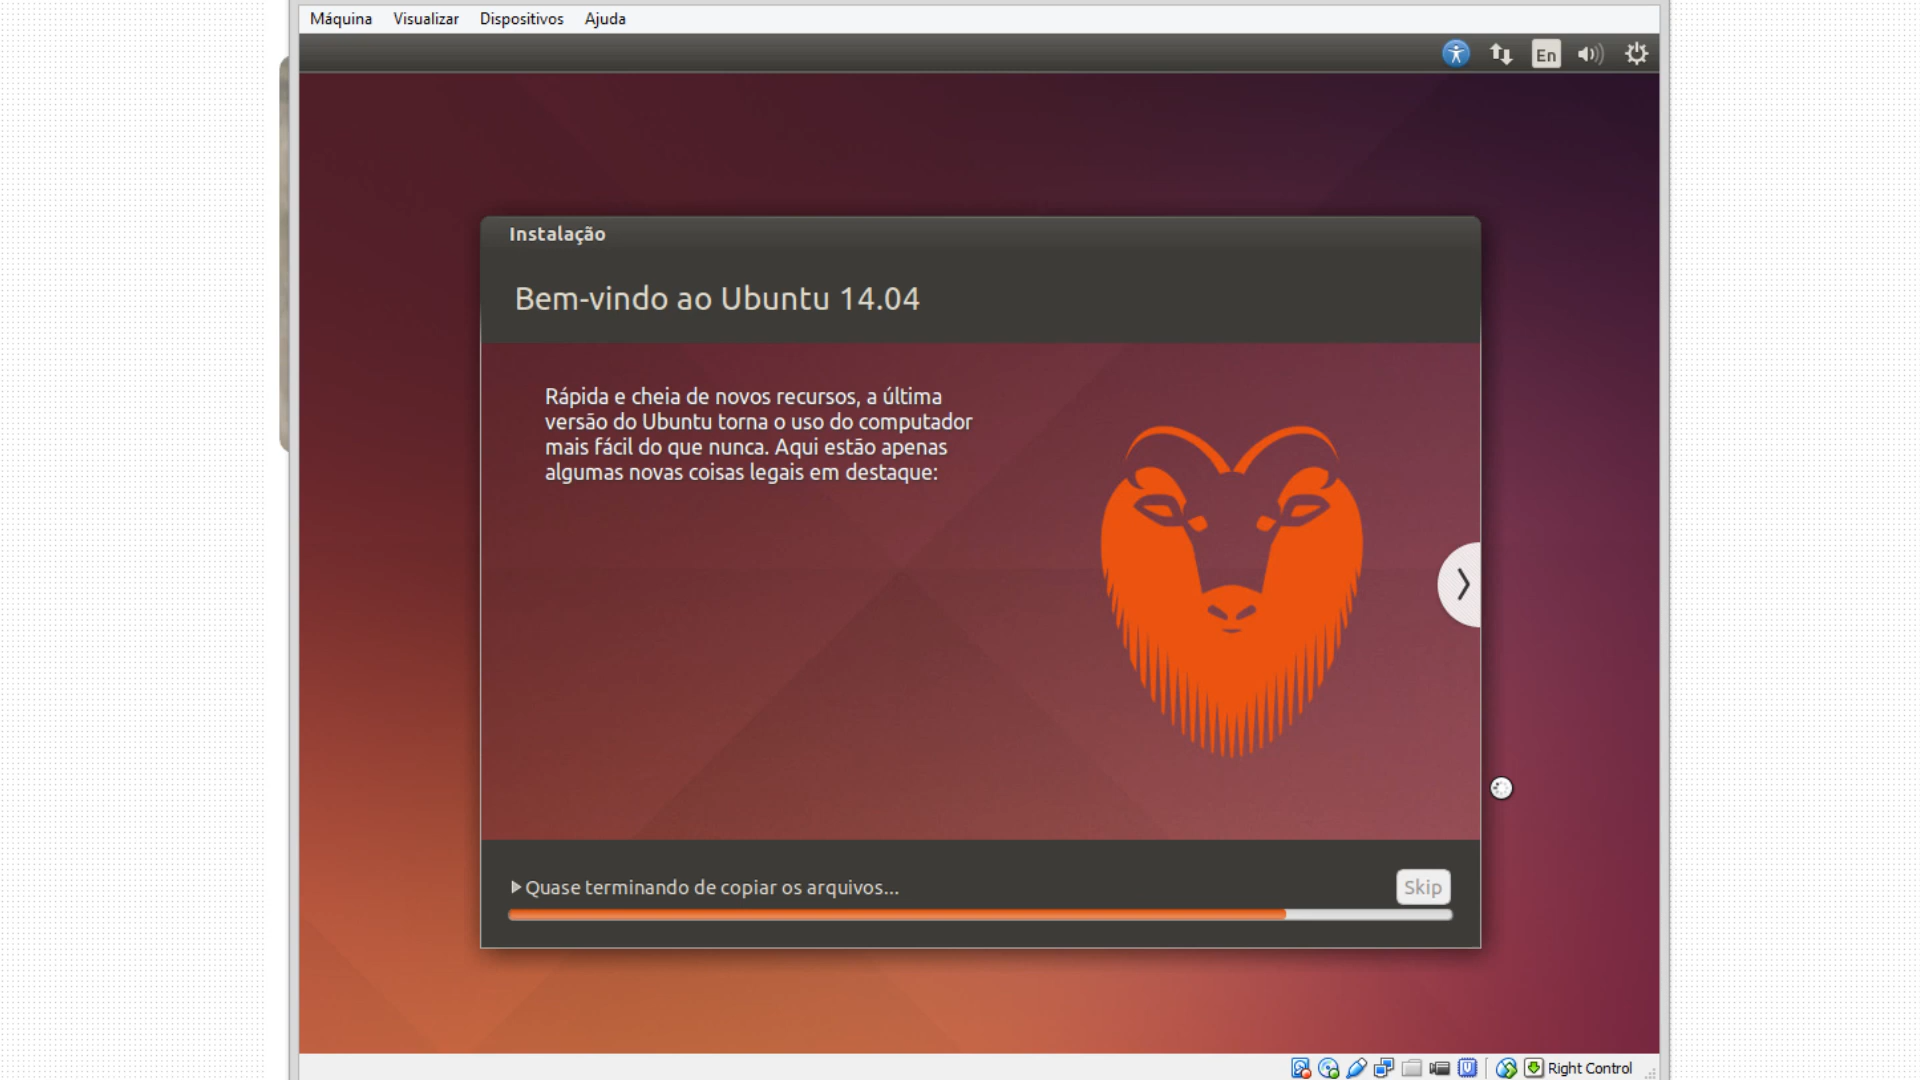 Máquina Visualizar Dispositivos Ajuda
En
Instalação
Bem-vindo ao Ubuntu 14.04
Rápida e cheia de novos recursos, a última
versão do Ubuntu torna o uso do computador
mais fácil do que nunca. Aqui estão apenas
algumas novas coisas legais em destaque:
Quase terminando de copiar os arquivos...
Skip
Right Control